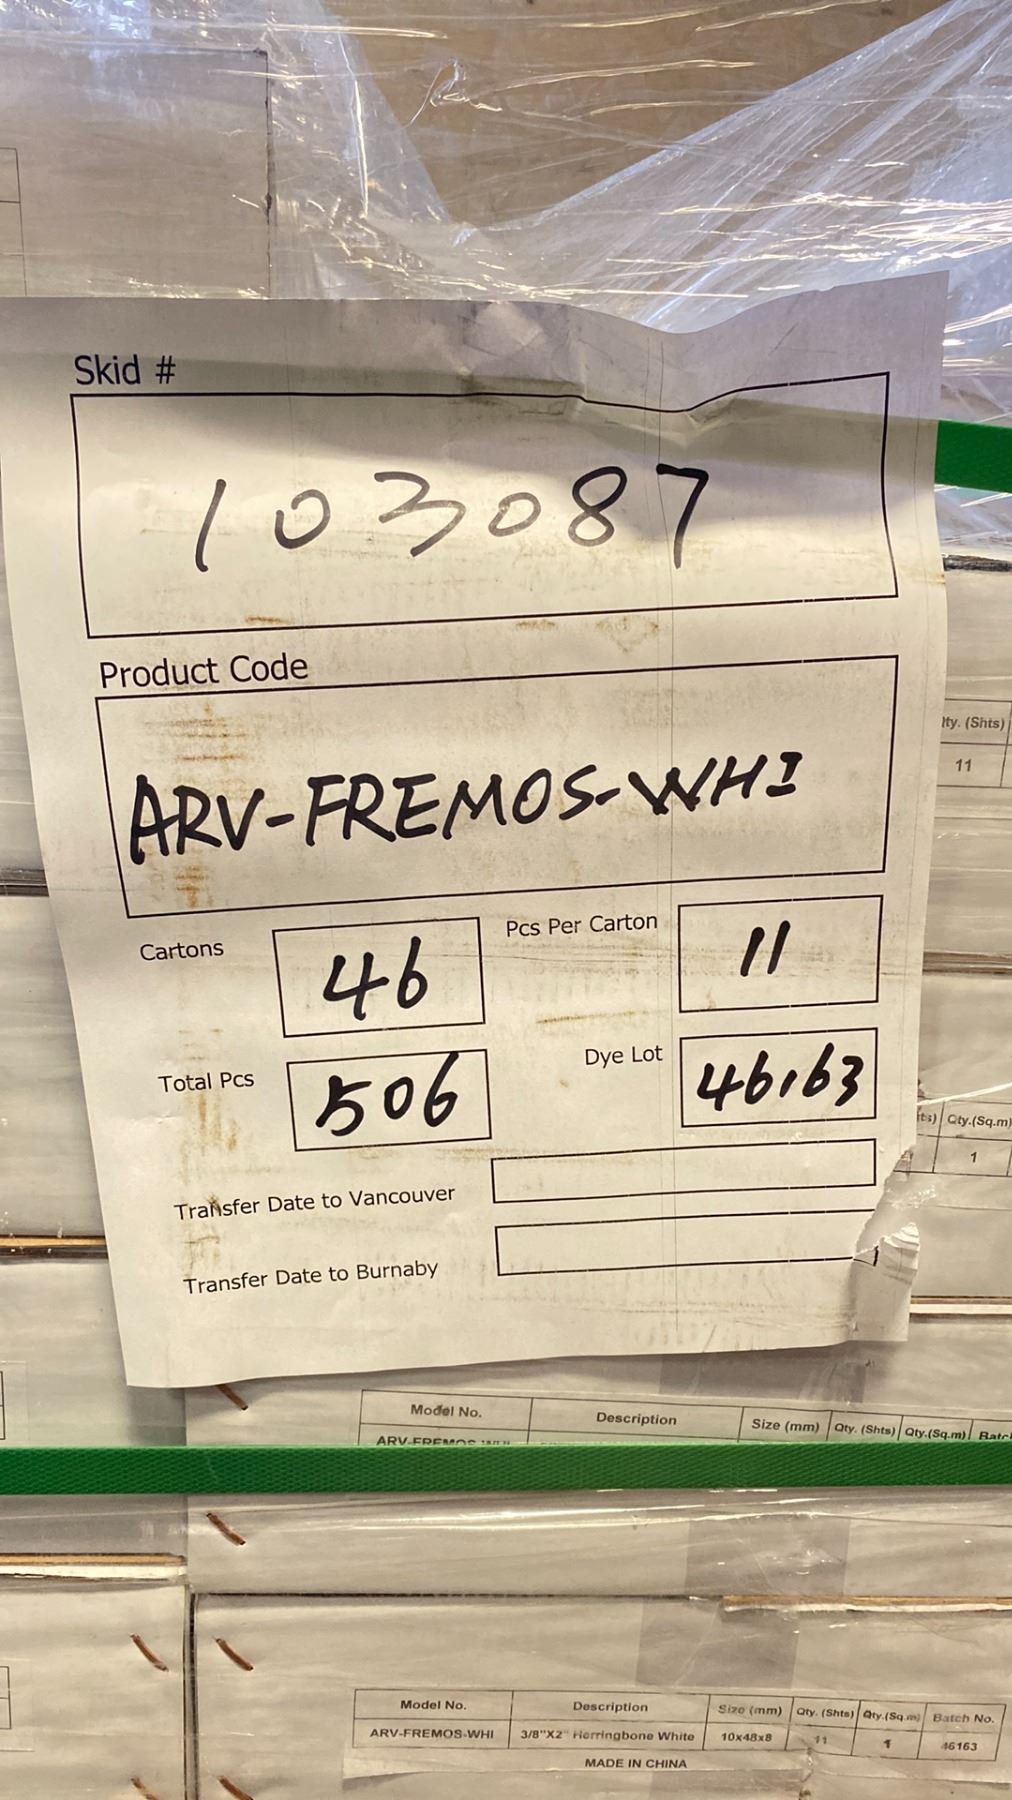 Skid #
103087
Product Code
ARV-FREMOS-WHI
Cartons 46 Pcs Per Carton 11
Total Pcs 506 Dye Lot 46163
Transfer Date to Vancouver
Transfer Date to Burnaby
Qty. (Shts)
11
Qty.(Sq.m)
1
Model No. Description Size (mm) Qty. (Shts) Qty.(Sq.m)
ARV-FREMOS-WHI
Model No. Description Size (mm) Qty. (Shts) Qty.(Sq.m) Batch No.
ARV-FREMOS-WHI 3/8"X2" Herringbone White 10x48x8 11 1 46163
MADE IN CHINA